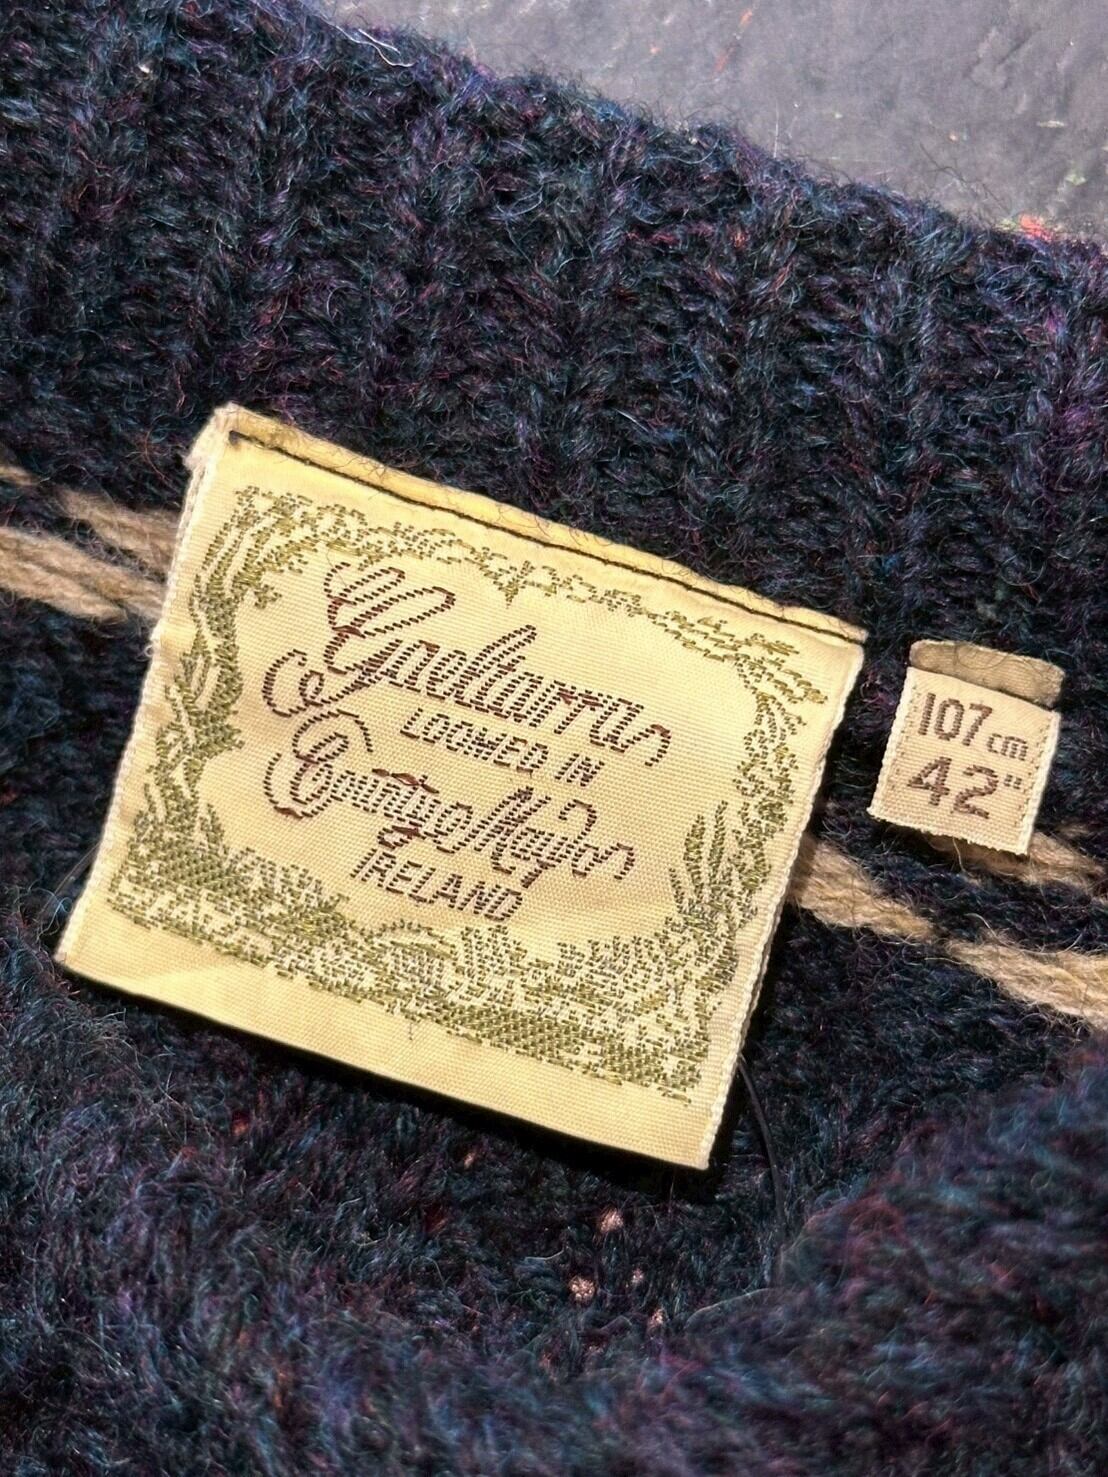 Gaeltarra
LOOMED IN
County Mayo
IRELAND
107 cm
42"